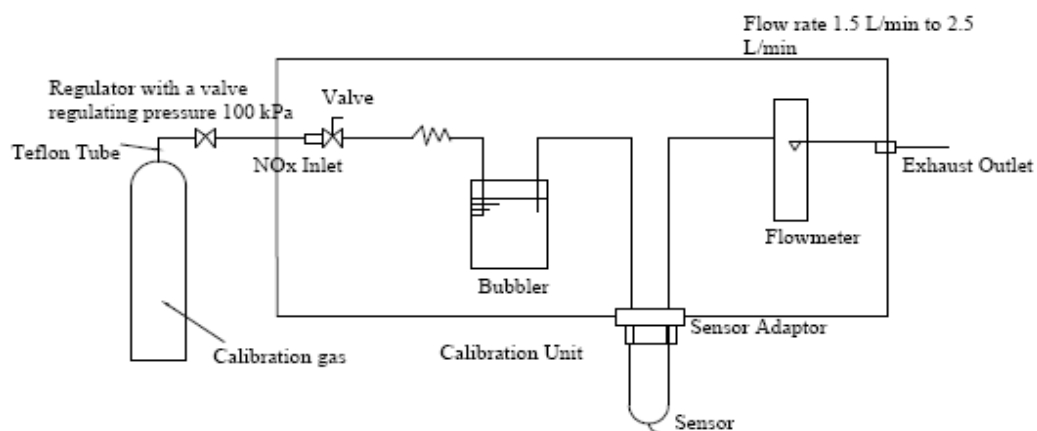 Flow rate 1.5 L/min to 2.5
L/min
Regulator with a valve
regulating pressure 100 kPa
Valve
Teflon Tube
NOx Inlet
Exhaust Outlet
Flowmeter
Bubbler
Sensor Adaptor
Calibration Unit
Calibration gas
Sensor